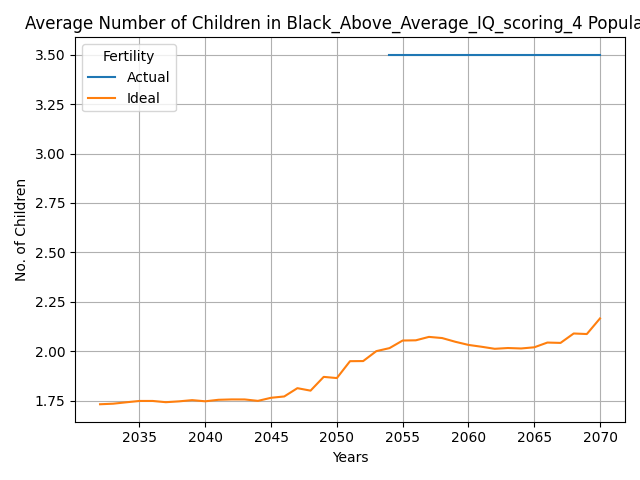 Average Number of Children in Black_Above_Average_IQ_scoring_4 Popula
3.50
3.25
3.00
2.75
2.50
2.25
2.00
1.75
No. of Children
Fertility
Actual
Ideal
2035 2040 2045 2050 2055 2060 2065 2070
Years